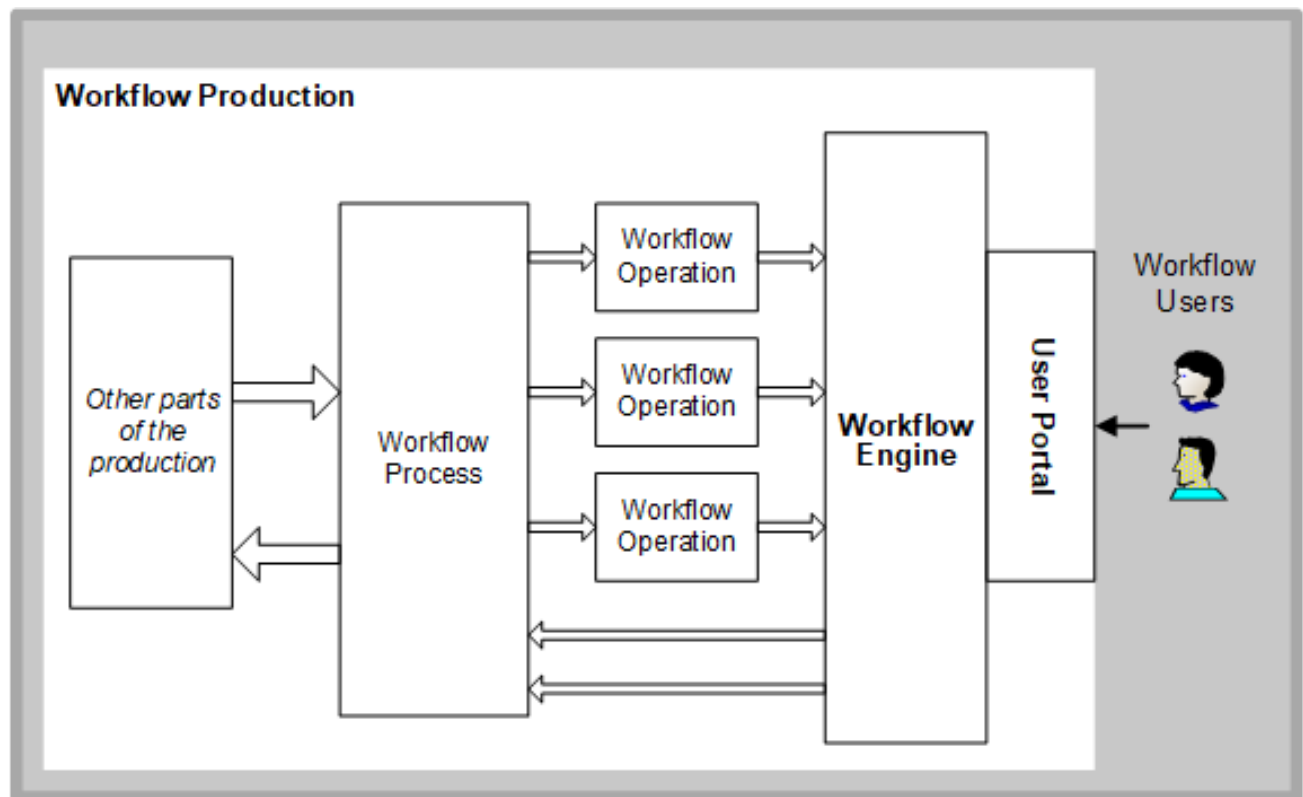 Workflow Production
Other parts
of the
production
Workflow
Process
Workflow
Operation
Workflow
Operation
Workflow
Operation
Workflow
Engine
User Portal
Workflow
Users